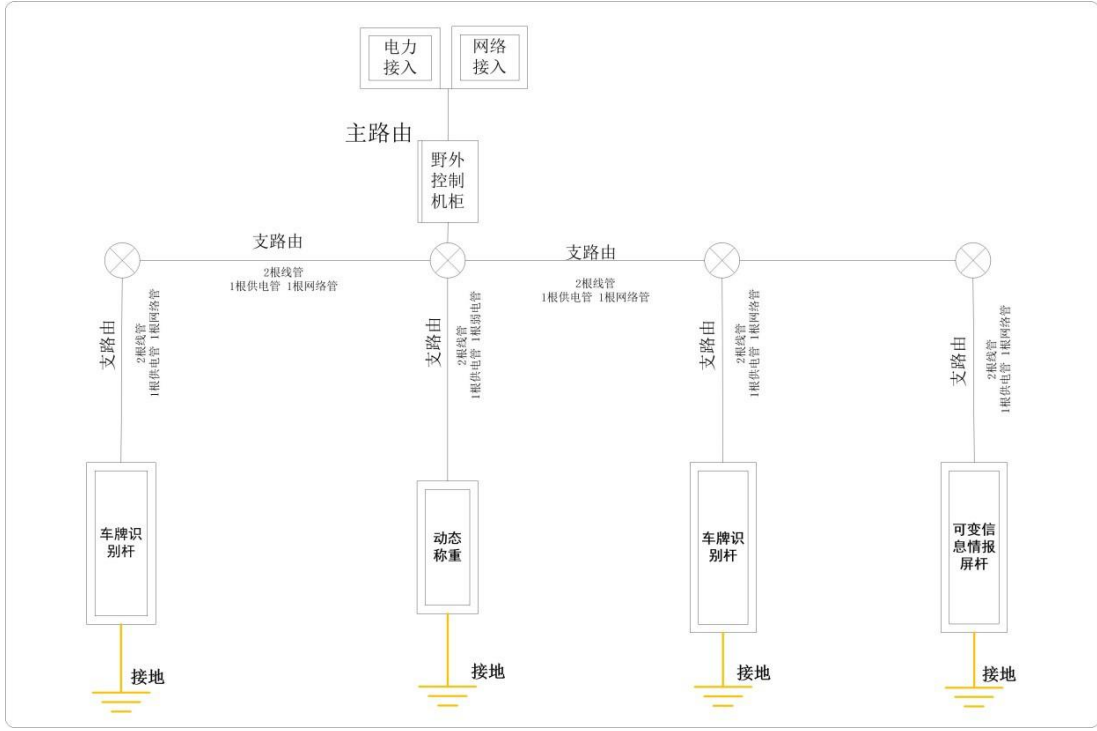 电力
接入
网络
接入
主路由
野外
控制
机柜
支路由
2根线管
1根供电管 1根网络管
支路由
2根线管
1根供电管 1根网络管
支路由
2根线管
1根供电管 1根网络管
支路由
2根线管
1根供电管 1根弱电管
支路由
2根线管
1根供电管 1根网络管
支路由
2根线管
1根供电管 1根网络管
车牌识
别杆
动态
称重
车牌识
别杆
可变信
息情报
屏杆
接地
接地
接地
接地